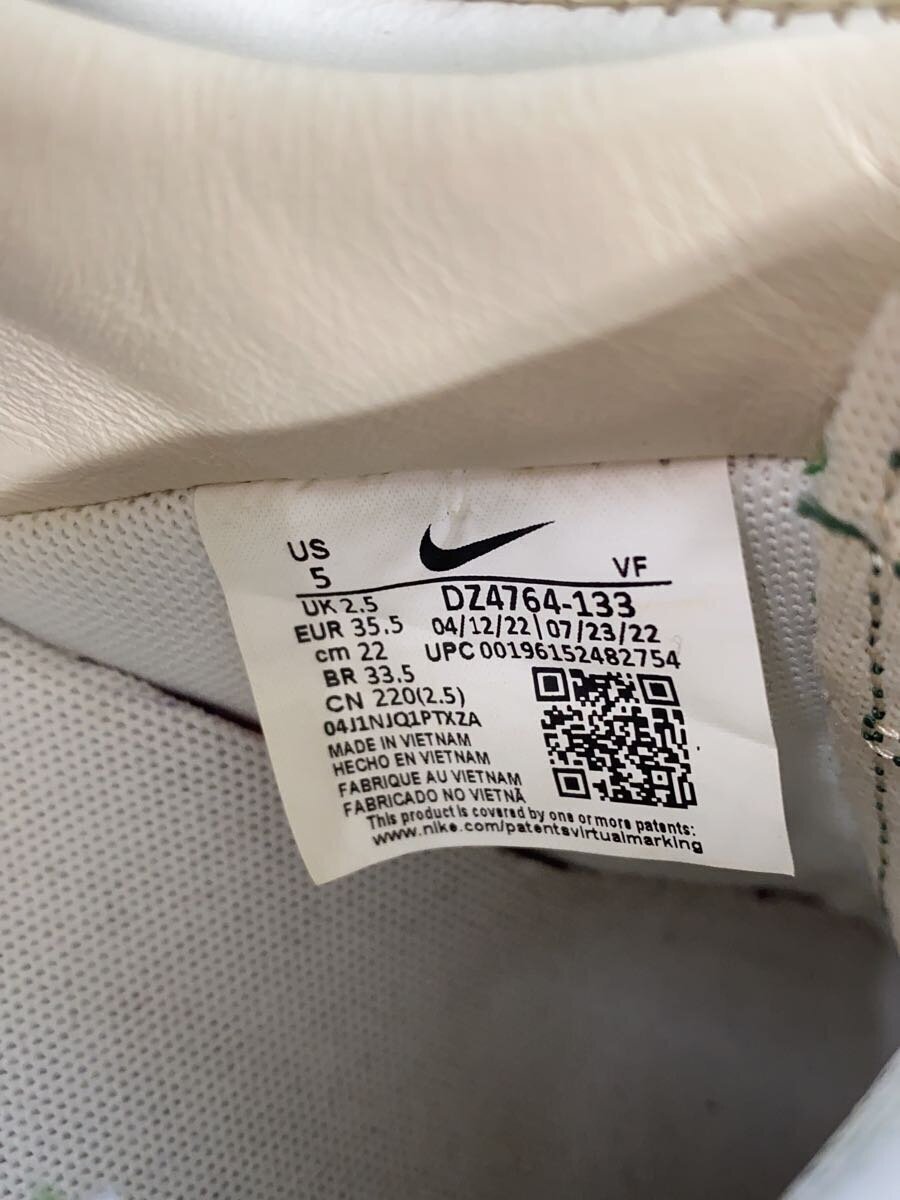 US
5
VF
UK 2.5
DZ4764-133
EUR 35.5
04/12/22|07/23/22
cm 22
UPC 00196152482754
BR 33.5
CN 220(2.5)
04J1NJQ1PTXZA
MADE IN VIETNAM
HECHO EN VIETNAM
FABRIQUE AU VIETNAM
FABRICADO NO VIETNÃ
This product is covered by one or more patents:
www.nike.com/patentsvirtualmarking